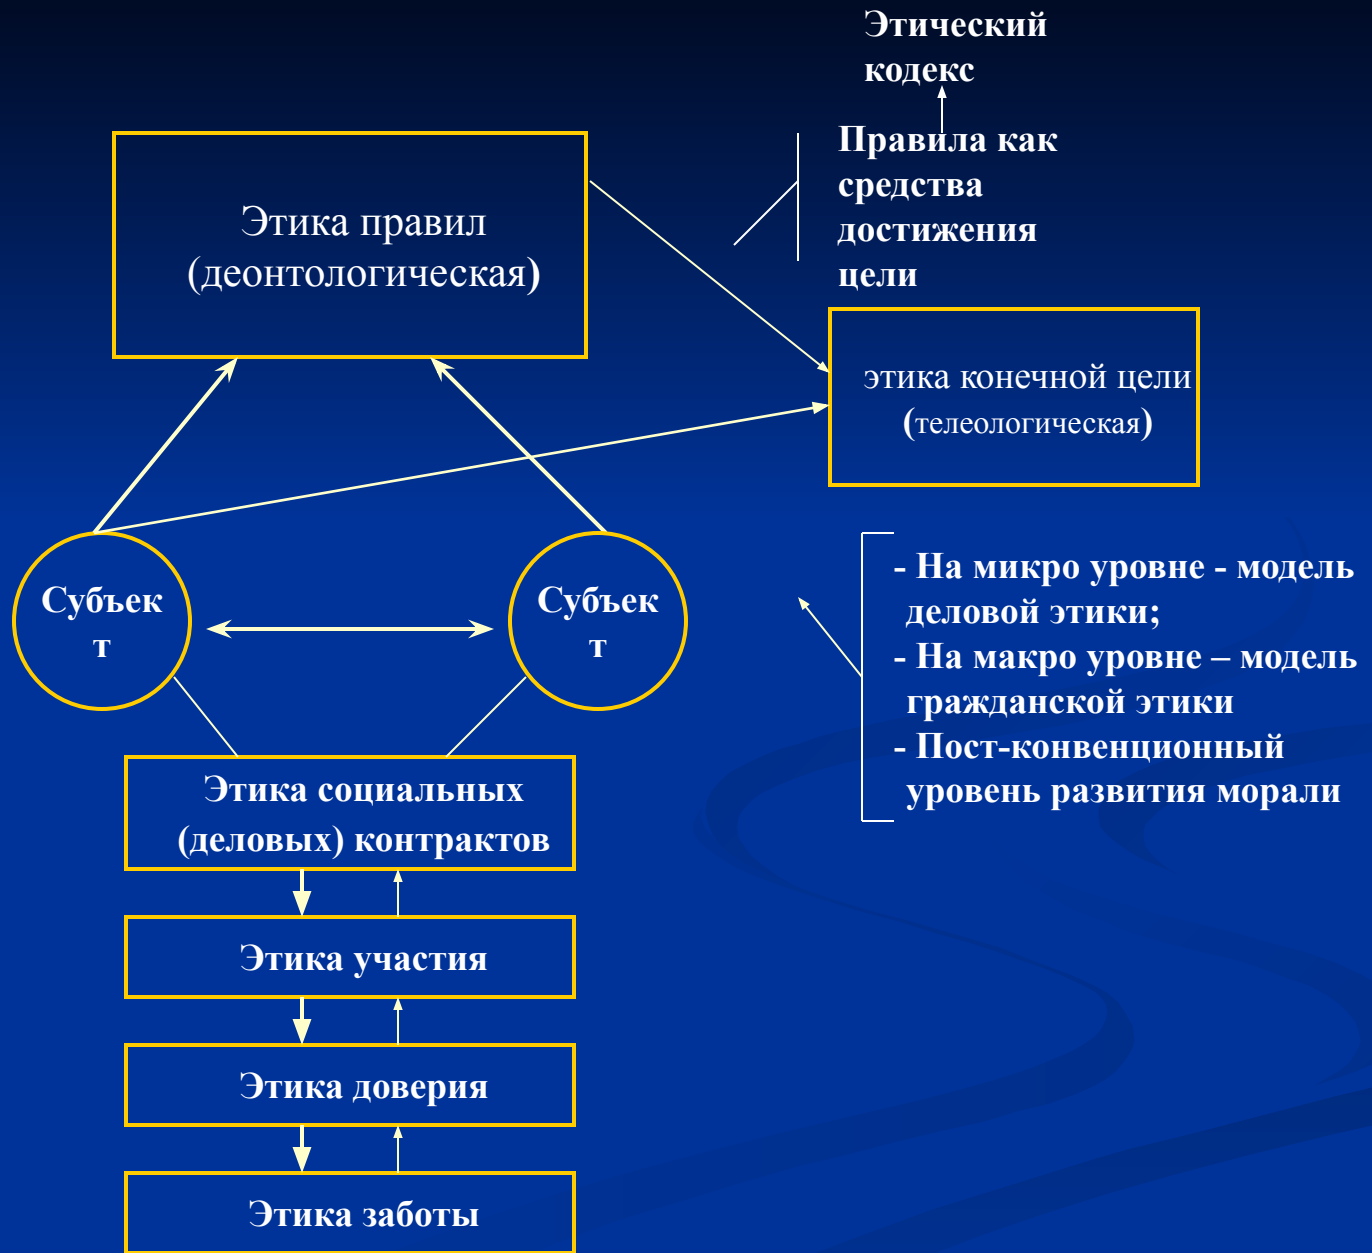 Этический
кодекс
Правила как
средства
достижения
цели
Этика правил
(деонтологическая)
этика конечной цели
(телеологическая)
Субъек
т
Субъек
т
- На микро уровне - модель
деловой этики;
- На макро уровне – модель
гражданской этики
- Пост-конвенционный
уровень развития морали
Этика социальных
(деловых) контрактов
Этика участия
Этика доверия
Этика заботы